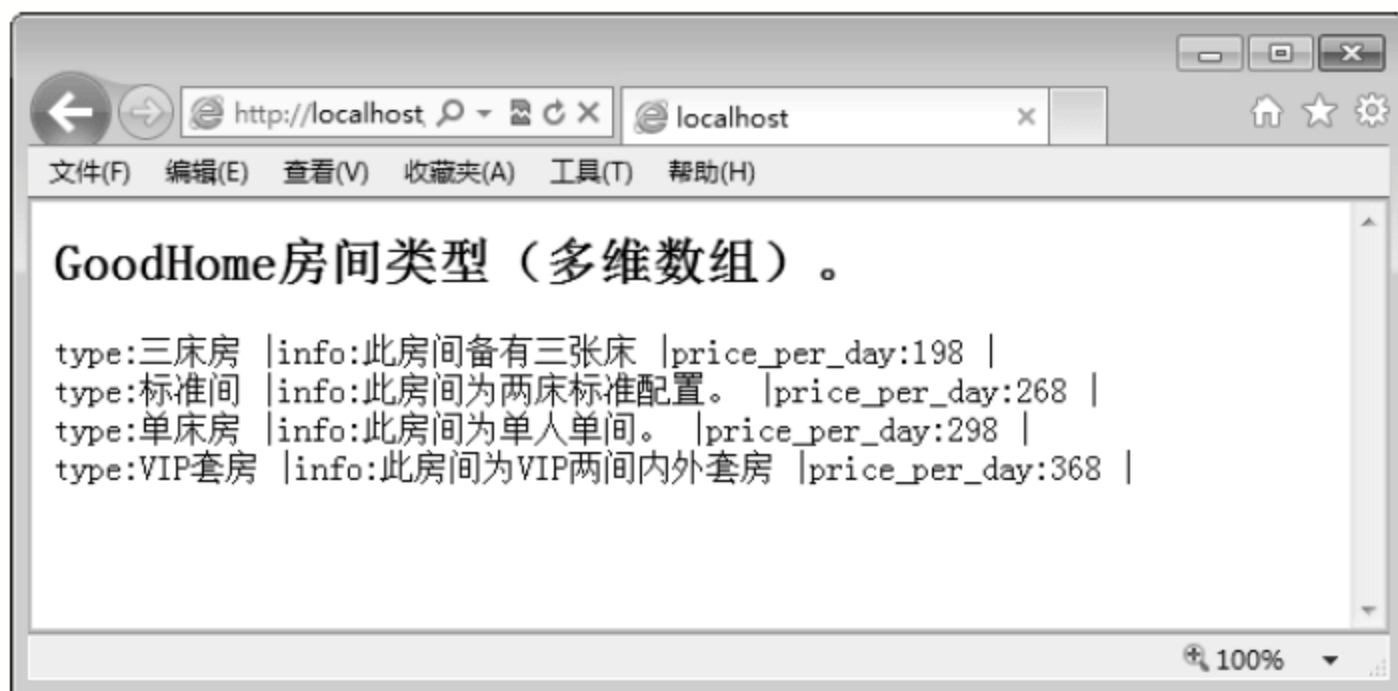 http://localhost
localhost
文件(F) 编辑(E) 查看(V) 收藏夹(A) 工具(T) 帮助(H)
GoodHome房间类型（多维数组）。
type:三床房 |info:此房间备有三张床 |price_per_day:198 |
type:标准间 |info:此房间为两床标准配置。 |price_per_day:268 |
type:单床房 |info:此房间为单人单间。 |price_per_day:298 |
type:VIP套房 |info:此房间为VIP两间内外套房 |price_per_day:368 |
100%